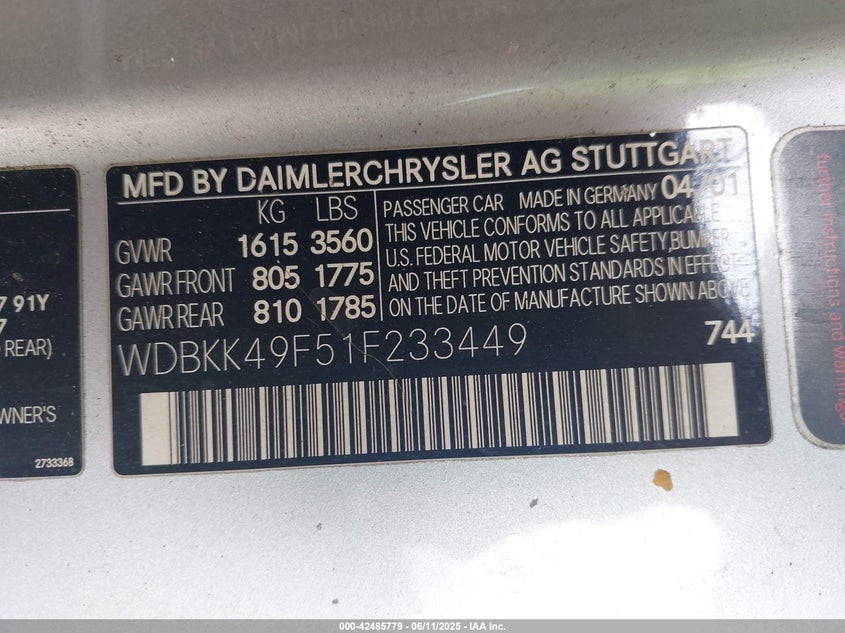 MFD BY DAIMLERCHRYSLER AG STUTTGART
KG LBS
GVWR 1615 3560
GAWR FRONT 805 1775
GAWR REAR 810 1785
PASSENGER CAR MADE IN GERMANY 04/01
THIS VEHICLE CONFORMS TO ALL APPLICABLE
U.S. FEDERAL MOTOR VEHICLE SAFETY, BUMPER
AND THEFT PREVENTION STANDARDS IN EFFECT
ON THE DATE OF MANUFACTURE SHOWN ABOVE
WDBKK49F51F233449
744
7 91Y
7
REAR)
WNER'S
2733368
further instructions
000-42485779 - 06/11/2025 - IAA Inc.